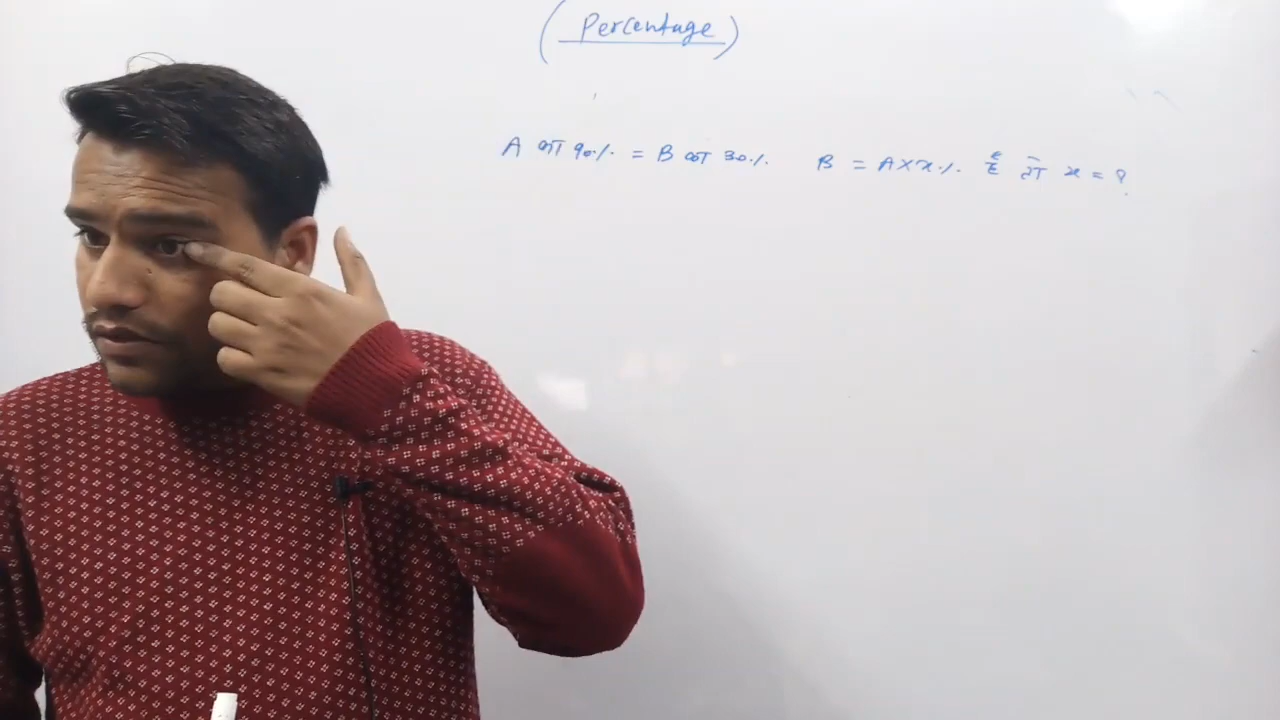 (Percentage)
A का 90% = B का 30% B = A×x% है तो x = ?